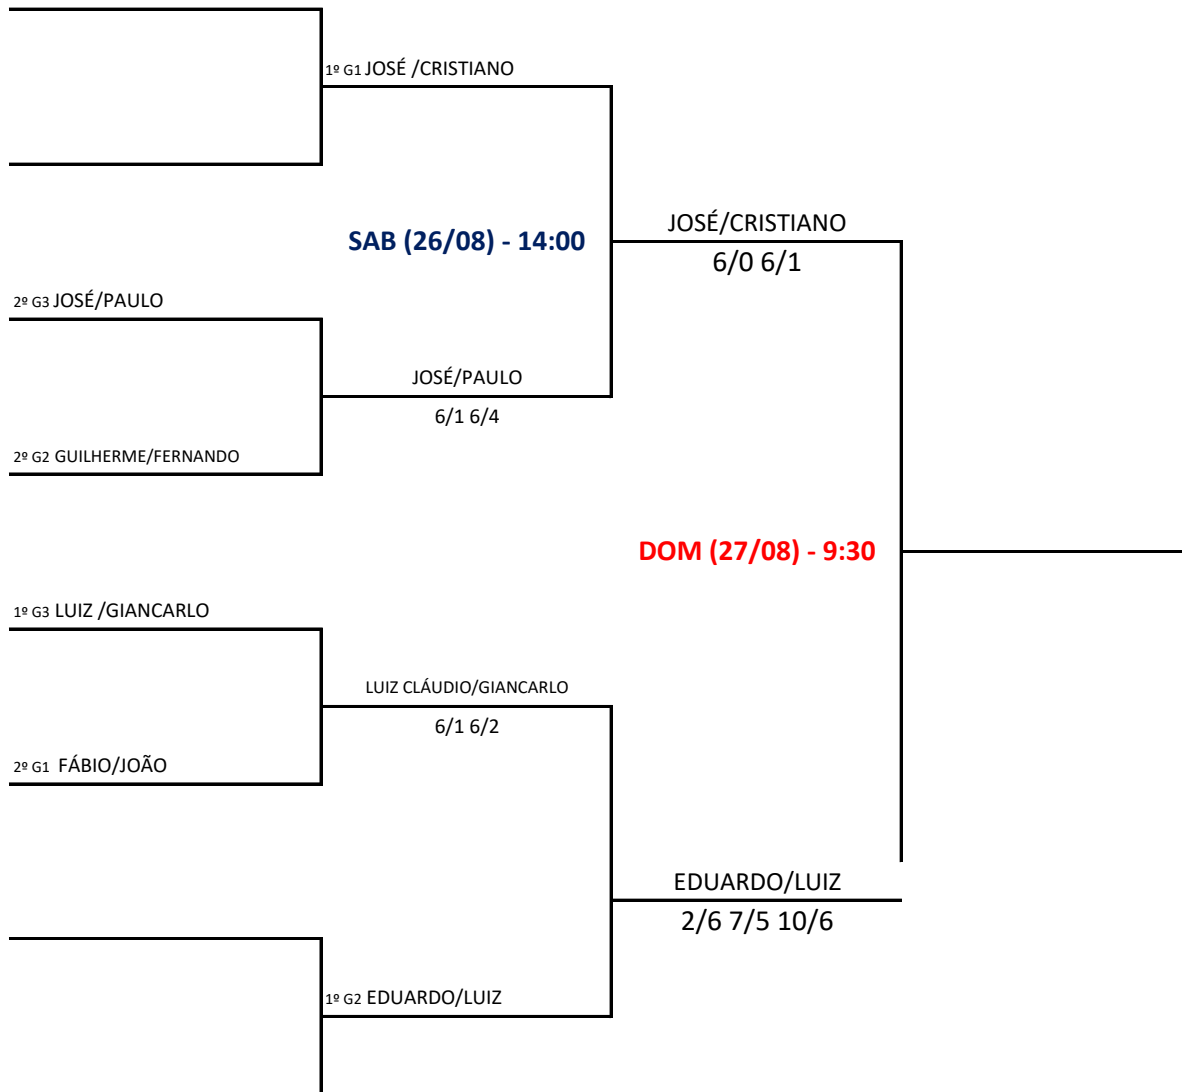 1º G1 JOSÉ /CRISTIANO
SAB (26/08) - 14:00
JOSÉ/CRISTIANO
6/0 6/1
2º G3 JOSÉ/PAULO
JOSÉ/PAULO
6/1 6/4
2º G2 GUILHERME/FERNANDO
DOM (27/08) - 9:30
1º G3 LUIZ /GIANCARLO
LUIZ CLÁUDIO/GIANCARLO
6/1 6/2
2º G1 FÁBIO/JOÃO
EDUARDO/LUIZ
2/6 7/5 10/6
1º G2 EDUARDO/LUIZ